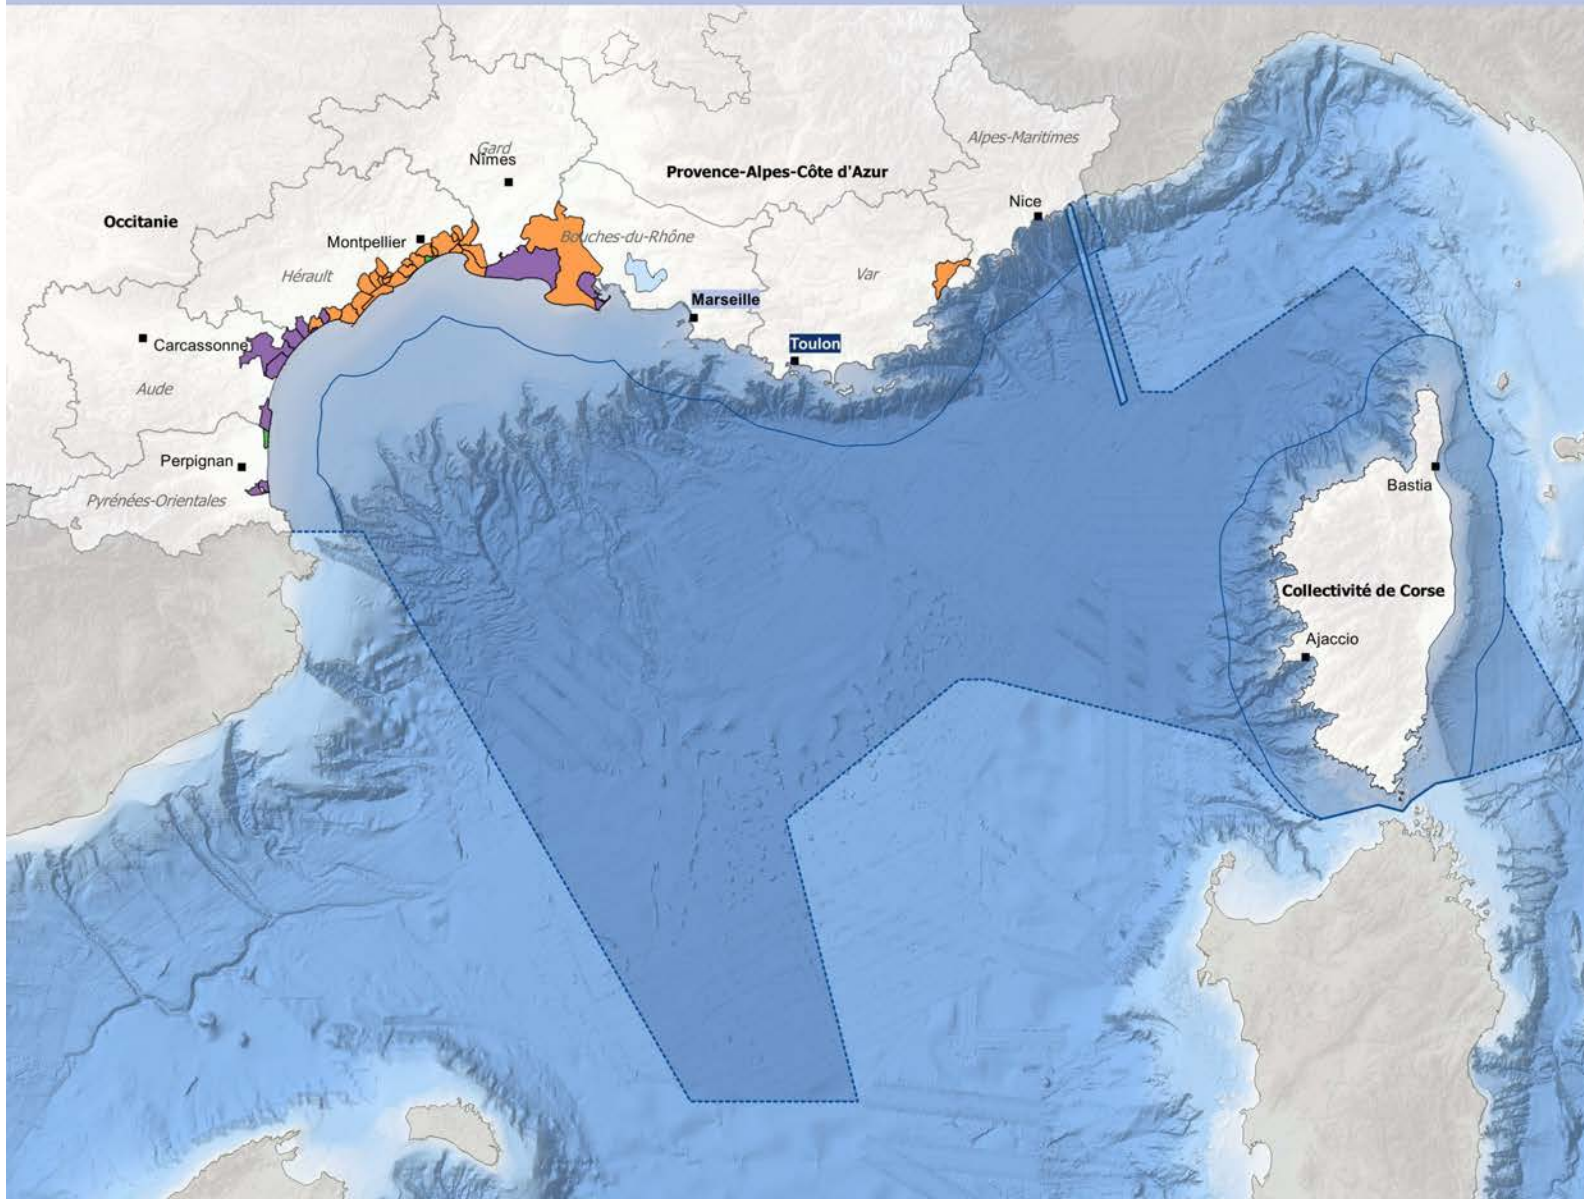 Alpes-Maritimes
Gard
Nîmes
Provence-Alpes-Côte d'Azur
Nice
Occitanie
Montpellier
Bouches-du-Rhône
Hérault
Var
Marseille
Carcassonne
Toulon
Aude
Perpignan
Bastia
Pyrénées-Orientales
Collectivité de Corse
Ajaccio